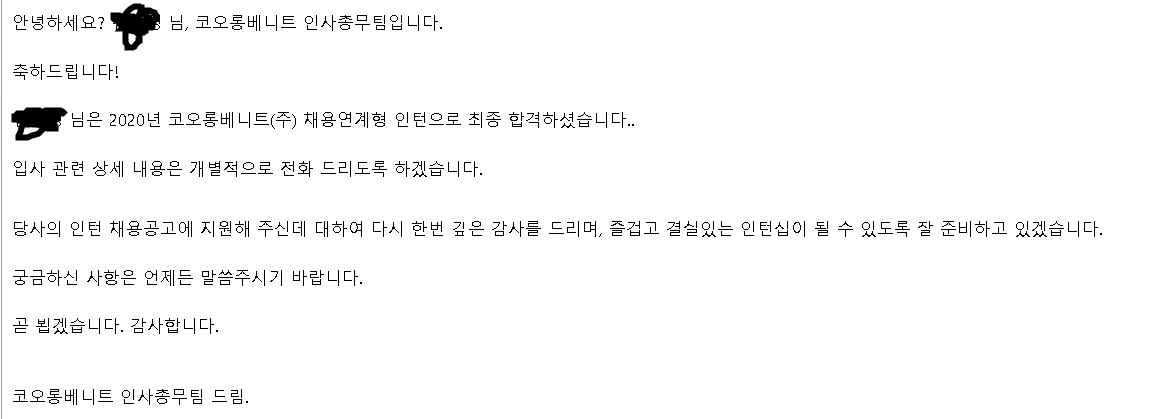 안녕하세요? 님, 코오롱베니트 인사총무팀입니다.
축하드립니다!
님은 2020년 코오롱베니트(주) 채용연계형 인턴으로 최종 합격하셨습니다..
입사 관련 상세 내용은 개별적으로 전화 드리도록 하겠습니다.
당사의 인턴 채용공고에 지원해 주신데 대하여 다시 한번 깊은 감사를 드리며, 즐겁고 결실있는 인턴십이 될 수 있도록 잘 준비하고 있겠습니다.
궁금하신 사항은 언제든 말씀주시기 바랍니다.
곧 뵙겠습니다. 감사합니다.
코오롱베니트 인사총무팀 드림.